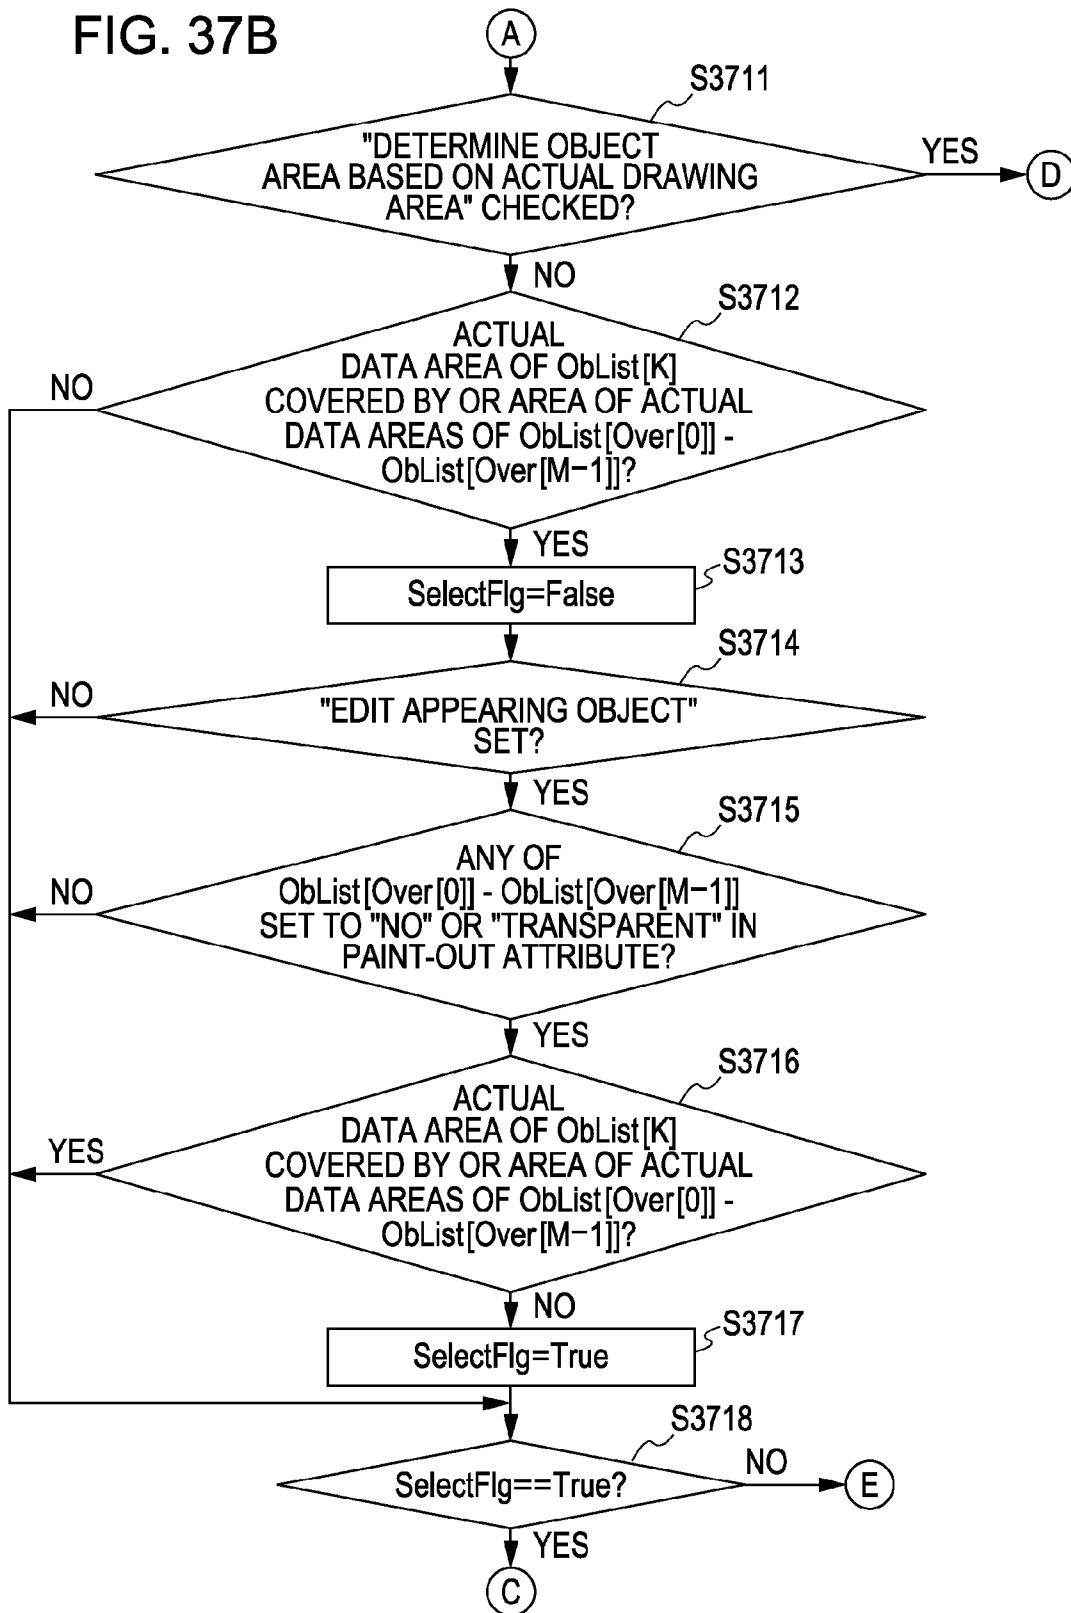 FIG. 37B
A
S3711
"DETERMINE OBJECT
AREA BASED ON ACTUAL DRAWING
AREA" CHECKED?
YES
D
NO
S3712
ACTUAL
DATA AREA OF ObList[K]
COVERED BY OR AREA OF ACTUAL
DATA AREAS OF ObList[Over[0]] -
ObList[Over[M-1]]?
NO
YES
S3713
SelectFlg=False
S3714
"EDIT APPEARING OBJECT"
SET?
NO
YES
S3715
ANY OF
ObList[Over[0]] - ObList[Over[M-1]]
SET TO "NO" OR "TRANSPARENT" IN
PAINT-OUT ATTRIBUTE?
NO
YES
S3716
ACTUAL
DATA AREA OF ObList[K]
COVERED BY OR AREA OF ACTUAL
DATA AREAS OF ObList[Over[0]] -
ObList[Over[M-1]]?
YES
NO
S3717
SelectFlg=True
S3718
SelectFlg==True?
NO
E
YES
C